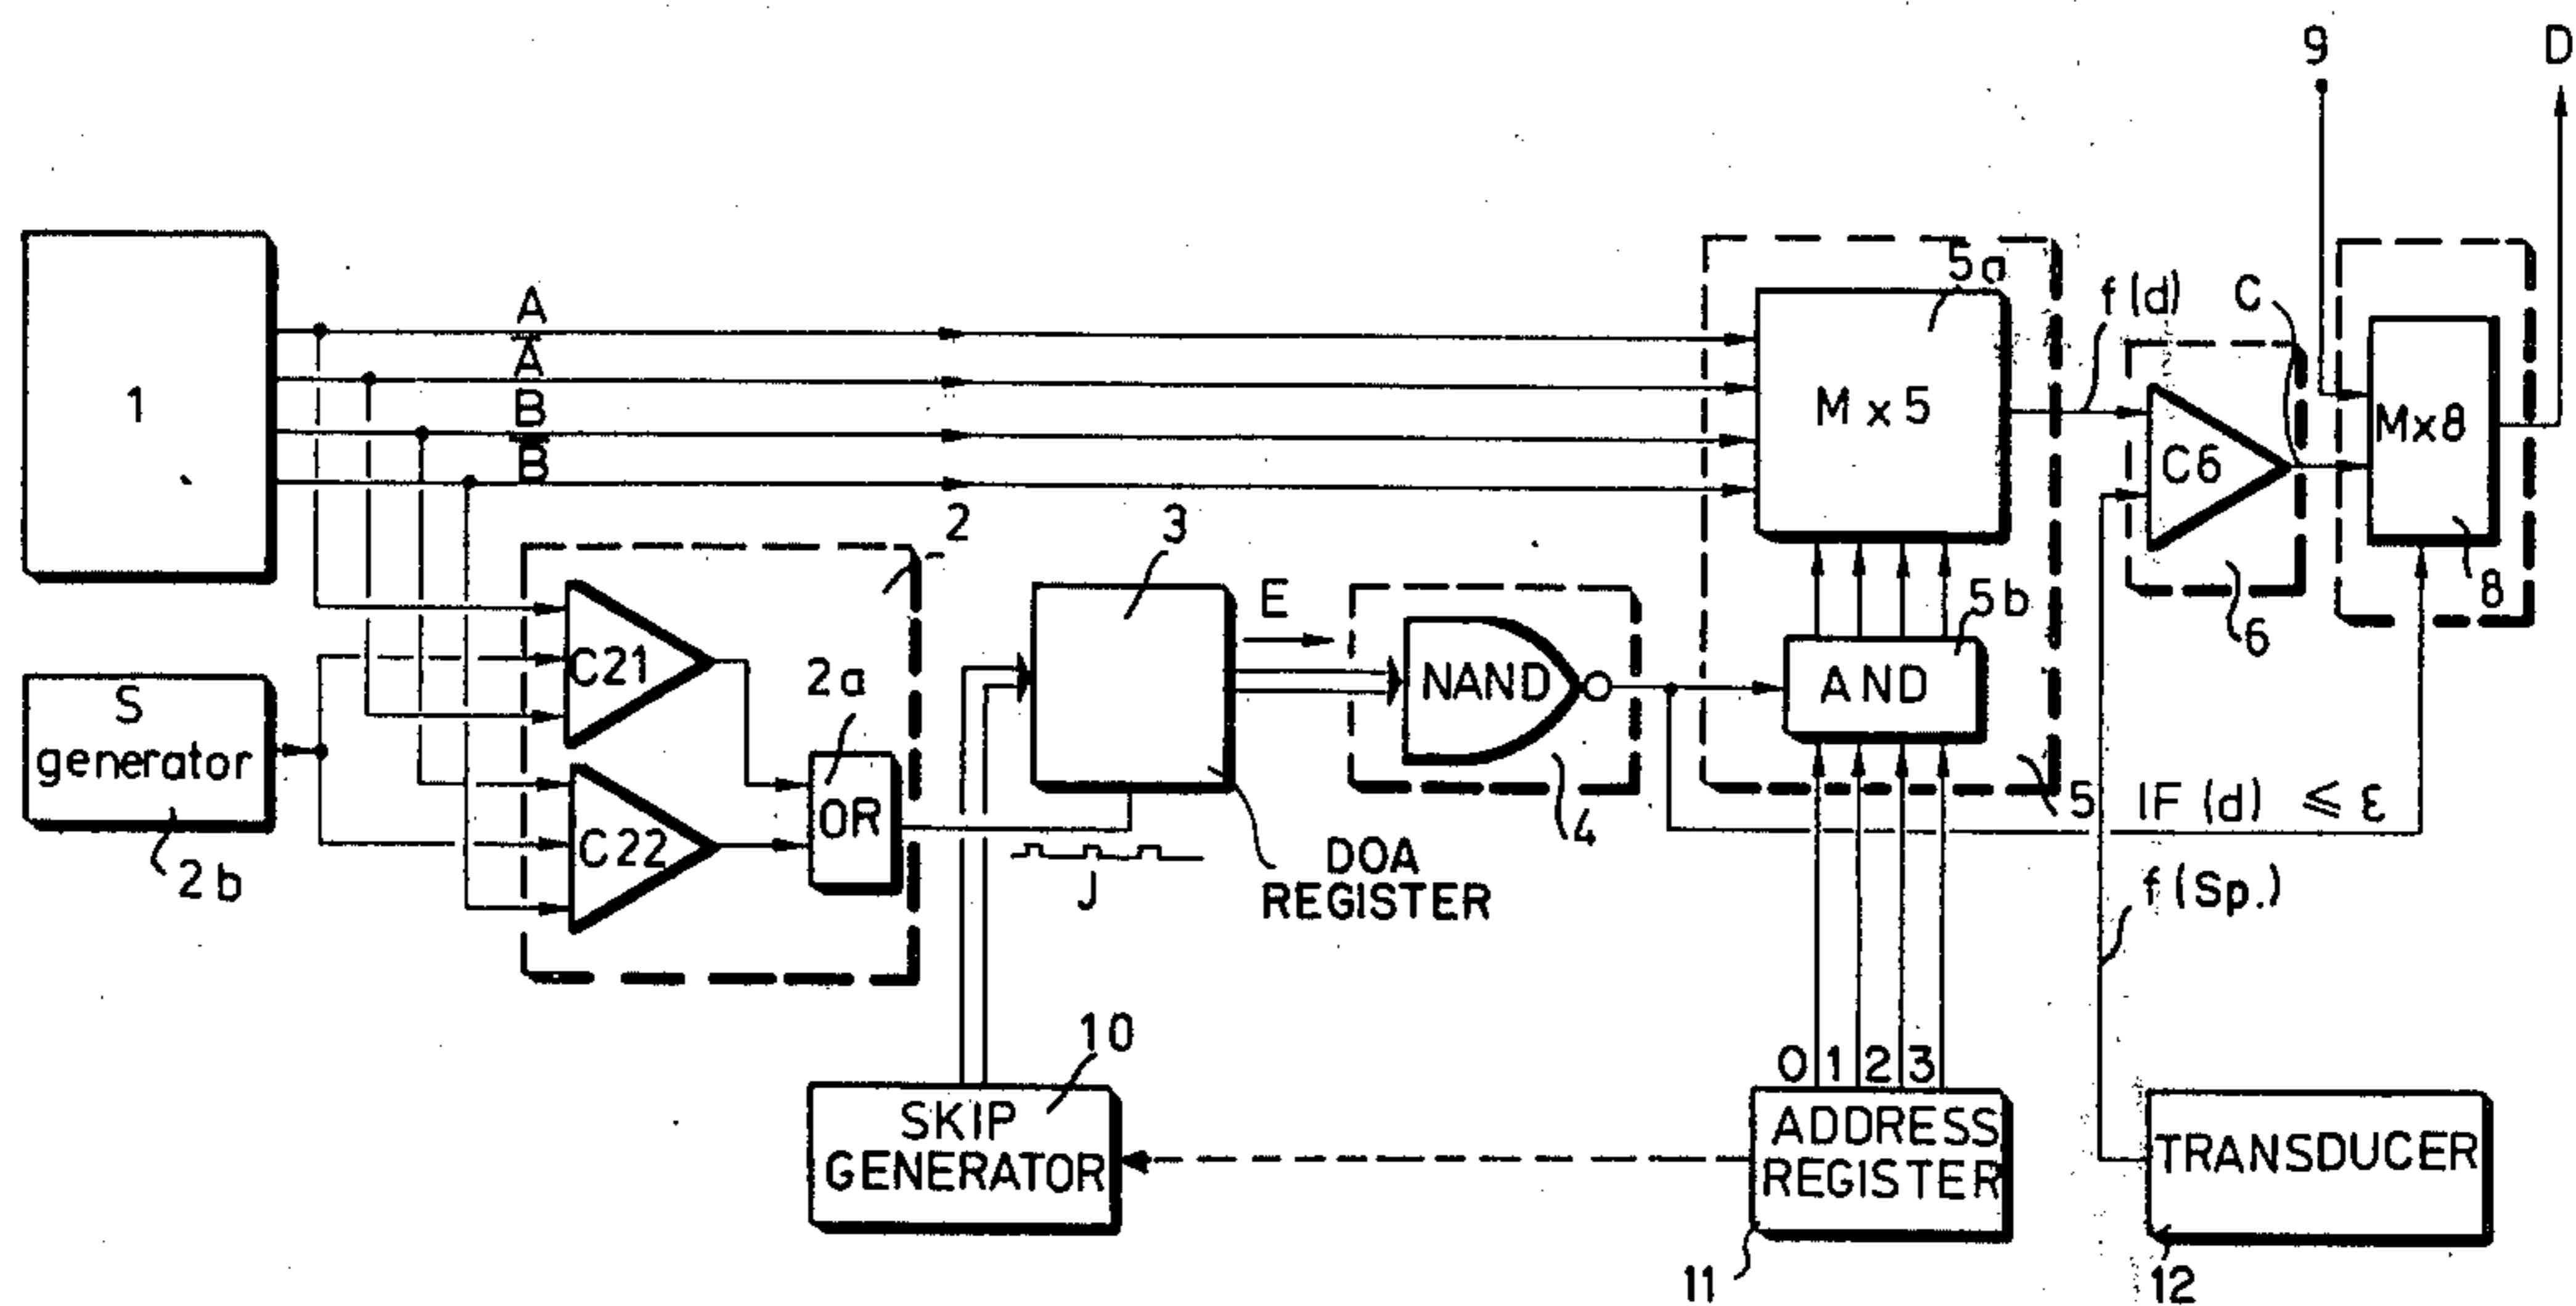 9
D
5a
f(d)
C
A
A̅
B
B̅
1
M x 5
C6
Mx8
8
6
2
3
E
5b
S
generator
2b
C21
C22
2a
OR
NAND
AND
4
5
IF (d) ⩽ ε
J
DOA
REGISTER
f (Sp.)
10
SKIP
GENERATOR
0 1 2 3
ADDRESS
REGISTER
11
TRANSDUCER
12